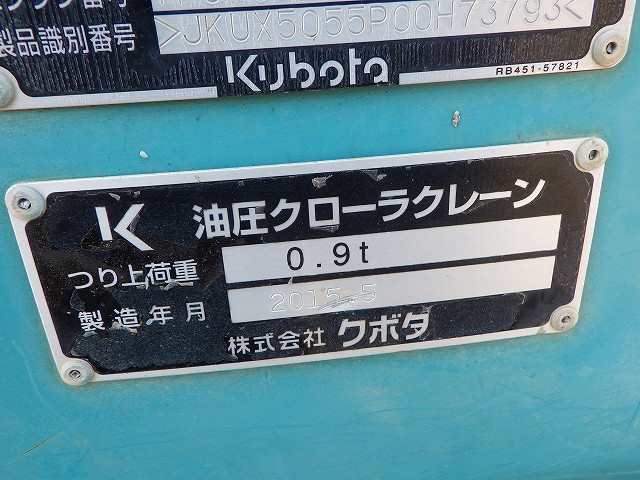 製品識別番号 >JKUX5055P00H73793<
Kubota
RB451-57821
油圧クローラクレーン
つり上荷重 0.9t
製造年月 2015.5
株式会社 クボタ